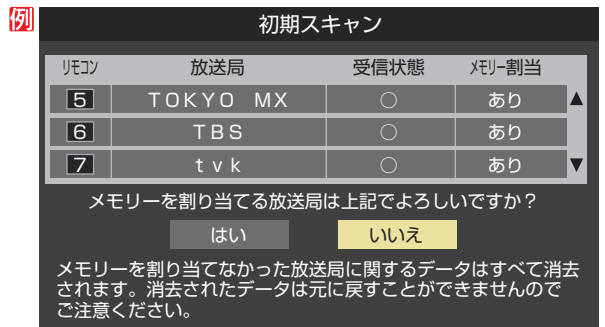 例
初期スキャン
リモコン 放送局 受信状態 メモリー割当
5 TOKYO MX ○ あり ▲
6 TBS ○ あり
7 tvk ○ あり ▼
メモリーを割り当てる放送局は上記でよろしいですか？
はい いいえ
メモリーを割り当てなかった放送局に関するデータはすべて消去
されます。消去されたデータは元に戻すことができませんので
ご注意ください。